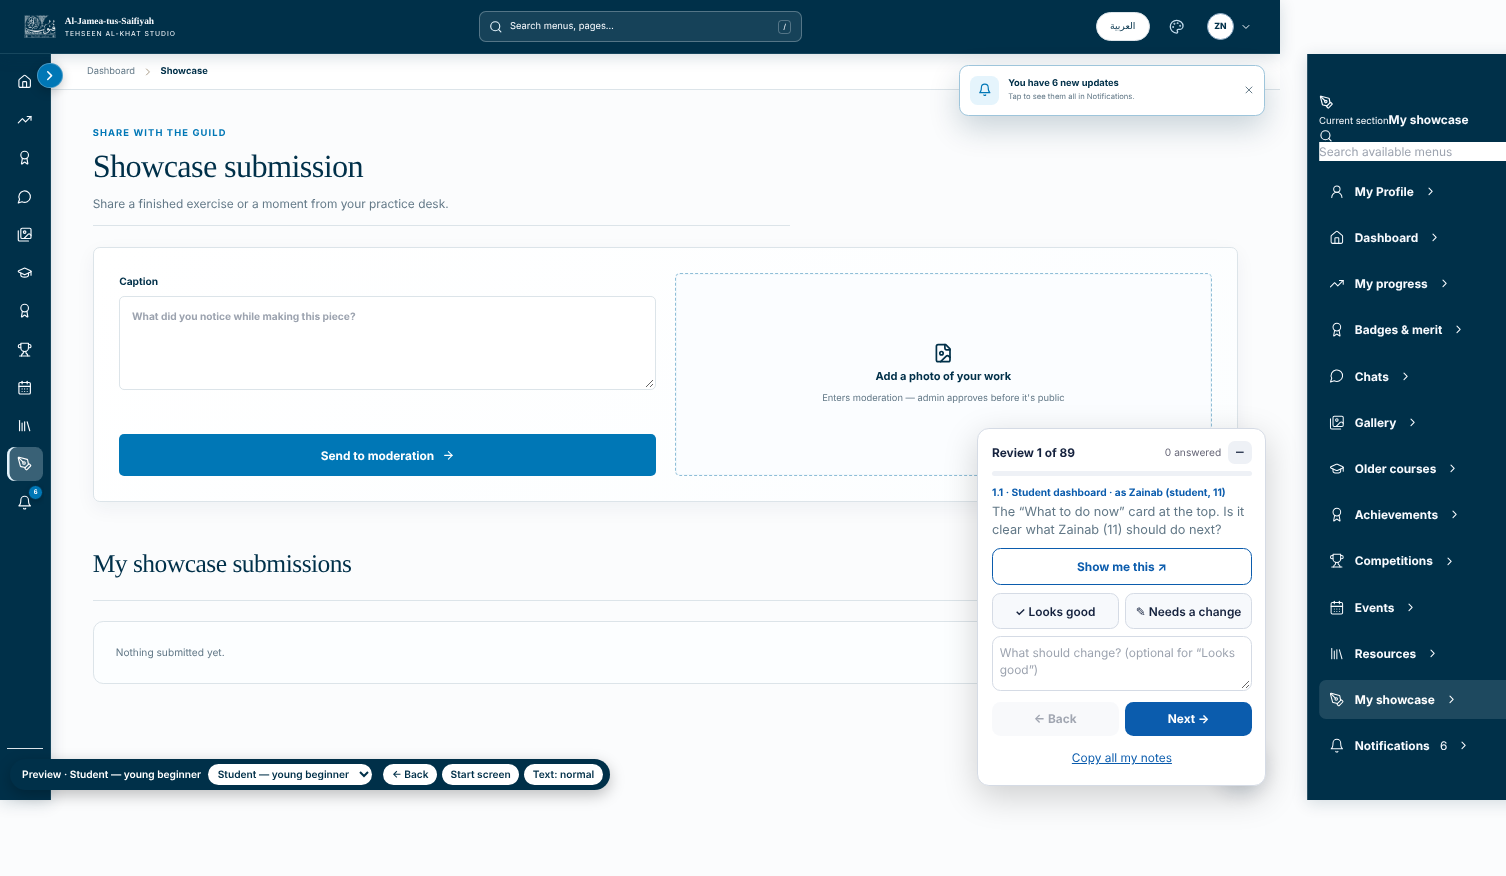 Al-Jamea-tus-Saifiyah
TEHSEEN AL-KHAT STUDIO
Search menus, pages...
/
العربية
ZN
Dashboard
Showcase
You have 6 new updates
Tap to see them all in Notifications.
SHARE WITH THE GUILD
Showcase submission
Share a finished exercise or a moment from your practice desk.
Caption
What did you notice while making this piece?
Send to moderation →
Add a photo of your work
Enters moderation — admin approves before it's public
My showcase submissions
Nothing submitted yet.
6
Review 1 of 89
0 answered
1.1 · Student dashboard · as Zainab (student, 11)
The “What to do now” card at the top. Is it
clear what Zainab (11) should do next?
Show me this ↗
✓ Looks good
✎ Needs a change
What should change? (optional for “Looks
good”)
← Back
Next →
Copy all my notes
Preview · Student — young beginner
Student — young beginner
← Back
Start screen
Text: normal
Current sectionMy showcase
Search available menus
My Profile
Dashboard
My progress
Badges & merit
Chats
Gallery
Older courses
Achievements
Competitions
Events
Resources
My showcase
Notifications 6